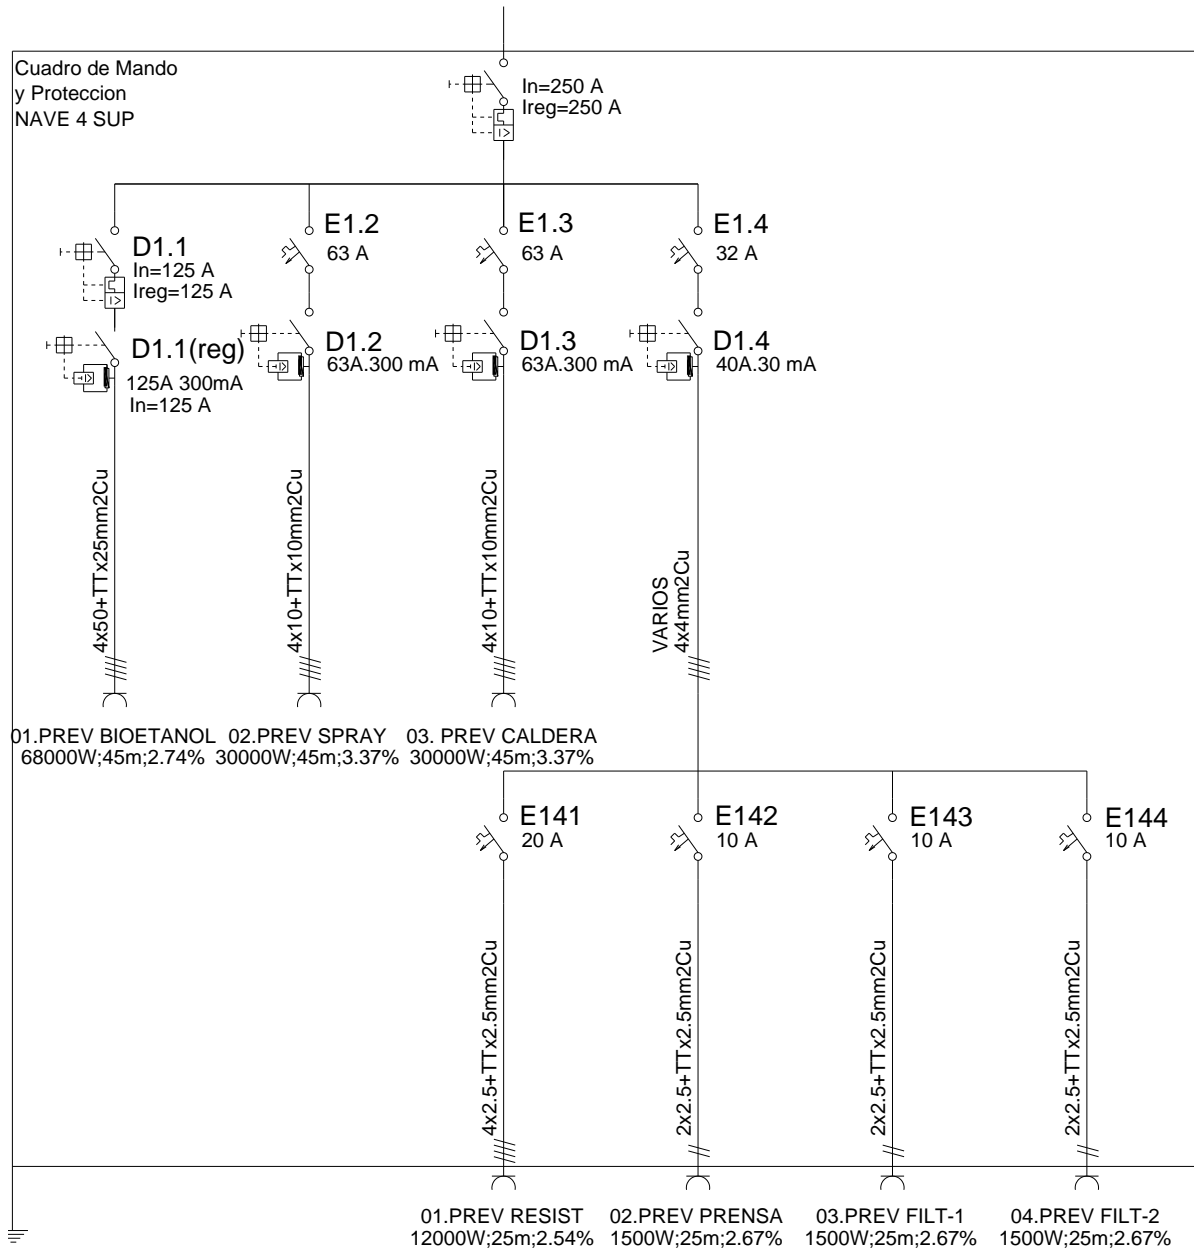 Cuadro de Mando
y Proteccion
NAVE 4 SUP
In=250 A
Ireg=250 A
D1.1
In=125 A
Ireg=125 A
E1.2
63 A
E1.3
63 A
E1.4
32 A
D1.1(reg)
125A 300mA
In=125 A
D1.2
63A.300 mA
D1.3
63A.300 mA
D1.4
40A.30 mA
4x50+TTx25mm2Cu
4x10+TTx10mm2Cu
4x10+TTx10mm2Cu
VARIOS
4x4mm2Cu
01.PREV BIOETANOL
68000W;45m;2.74%
02.PREV SPRAY
30000W;45m;3.37%
03. PREV CALDERA
30000W;45m;3.37%
E141
20 A
E142
10 A
E143
10 A
E144
10 A
4x2.5+TTx2.5mm2Cu
2x2.5+TTx2.5mm2Cu
2x2.5+TTx2.5mm2Cu
2x2.5+TTx2.5mm2Cu
01.PREV RESIST
12000W;25m;2.54%
02.PREV PRENSA
1500W;25m;2.67%
03.PREV FILT-1
1500W;25m;2.67%
04.PREV FILT-2
1500W;25m;2.67%